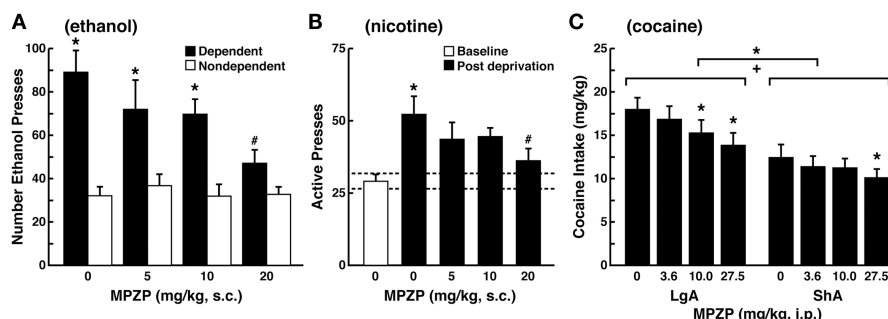 A (ethanol)
Number Ethanol Presses
100
80
60
40
20
0
*
*
*
#
Dependent
Nondependent
0 5 10 20
MPZP (mg/kg, s.c.)
B (nicotine)
Active Presses
75
50
25
0
*
#
Baseline
Post deprivation
0 0 5 10 20
MPZP (mg/kg, s.c.)
C (cocaine)
Cocaine Intake (mg/kg)
25
20
15
10
5
0
*
+
* *
*
0 3.6 10.0 27.5 0 3.6 10.0 27.5
LgA ShA
MPZP (mg/kg, i.p.)